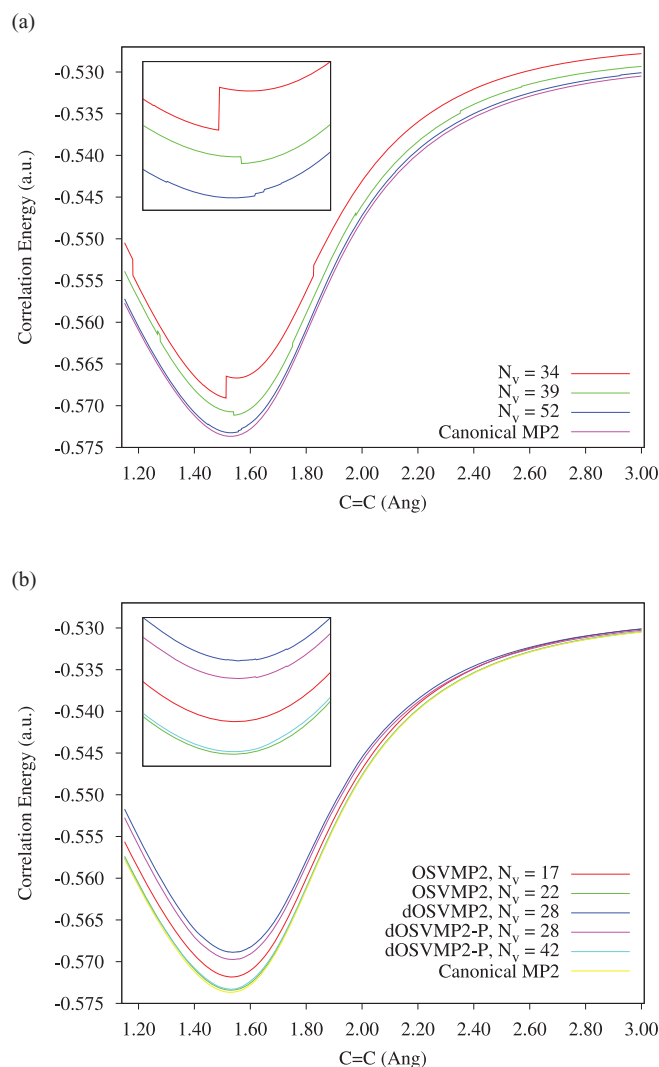 (a)
-0.530
-0.535
-0.540
-0.545
-0.550
-0.555
-0.560
-0.565
-0.570
-0.575
Correlation Energy (a.u.)
N_v = 34
N_v = 39
N_v = 52
Canonical MP2
1.20 1.40 1.60 1.80 2.00 2.20 2.40 2.60 2.80 3.00
C=C (Ang)
(b)
-0.530
-0.535
-0.540
-0.545
-0.550
-0.555
-0.560
-0.565
-0.570
-0.575
Correlation Energy (a.u.)
OSVMP2, N_v = 17
OSVMP2, N_v = 22
dOSVMP2, N_v = 28
dOSVMP2-P, N_v = 28
dOSVMP2-P, N_v = 42
Canonical MP2
1.20 1.40 1.60 1.80 2.00 2.20 2.40 2.60 2.80 3.00
C=C (Ang)